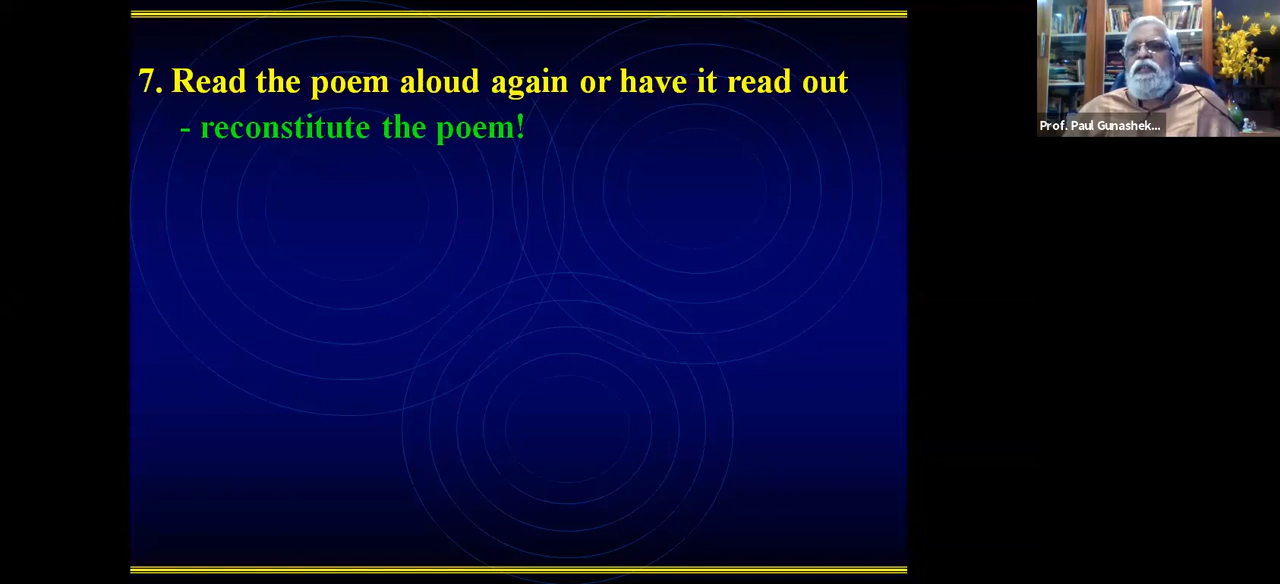 7. Read the poem aloud again or have it read out
- reconstitute the poem!
Prof. Paul Gunashek...